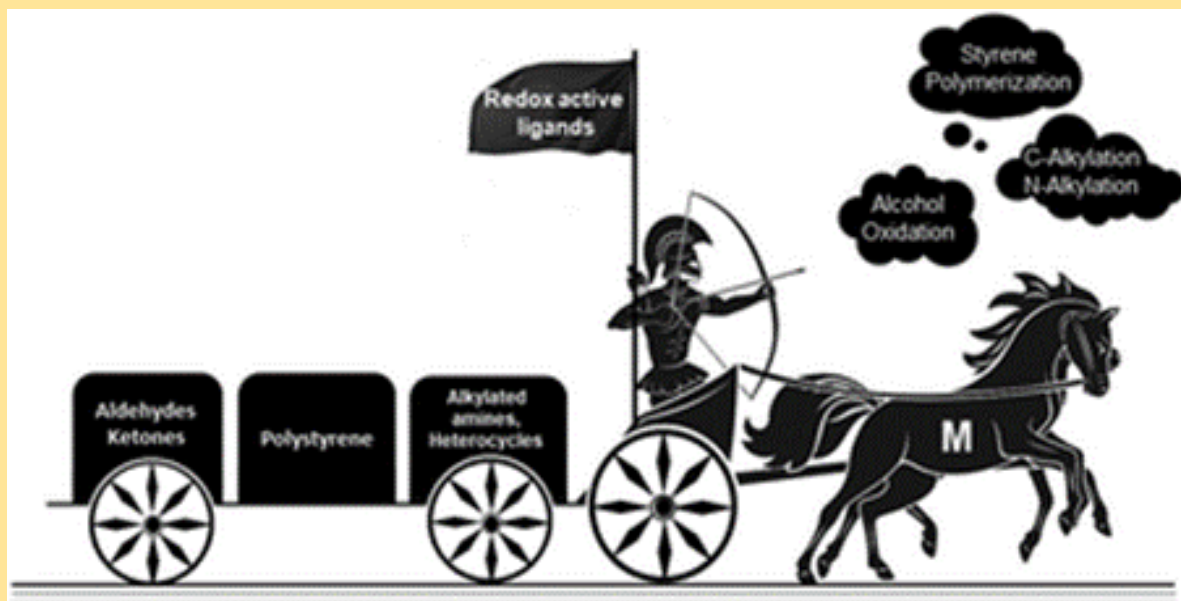 Styrene
Polymerization
Redox active
ligands
C-Alkylation
N-Alkylation
Alcohol
Oxidation
Aldehydes
Ketones
Polystyrene
Alkylated
amines,
Heterocycles
M